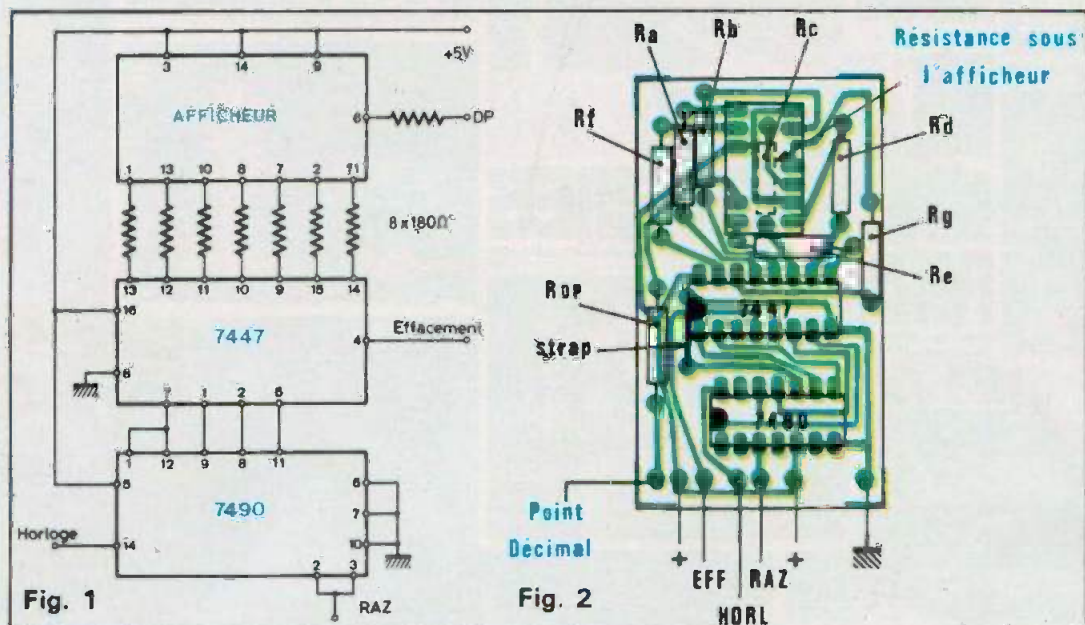 +5V
3 14 9
AFFICHEUR
6
DP
1 13 10 8 7 2 11
8 x 180Ω
13 12 11 10 9 15 14
16
7447
4
Effacement
8
7 1 2 6
1 12 9 8 11
5
6
7490
7
Horloge
14
10
2 3
RAZ
Fig. 1
Ra
Rb
Rc
Résistance sous
l'afficheur
Rf
Rd
Rg
Re
RDP
strap
7447
7490
Point
Décimal
+
EFF
RAZ
+
HORL
Fig. 2